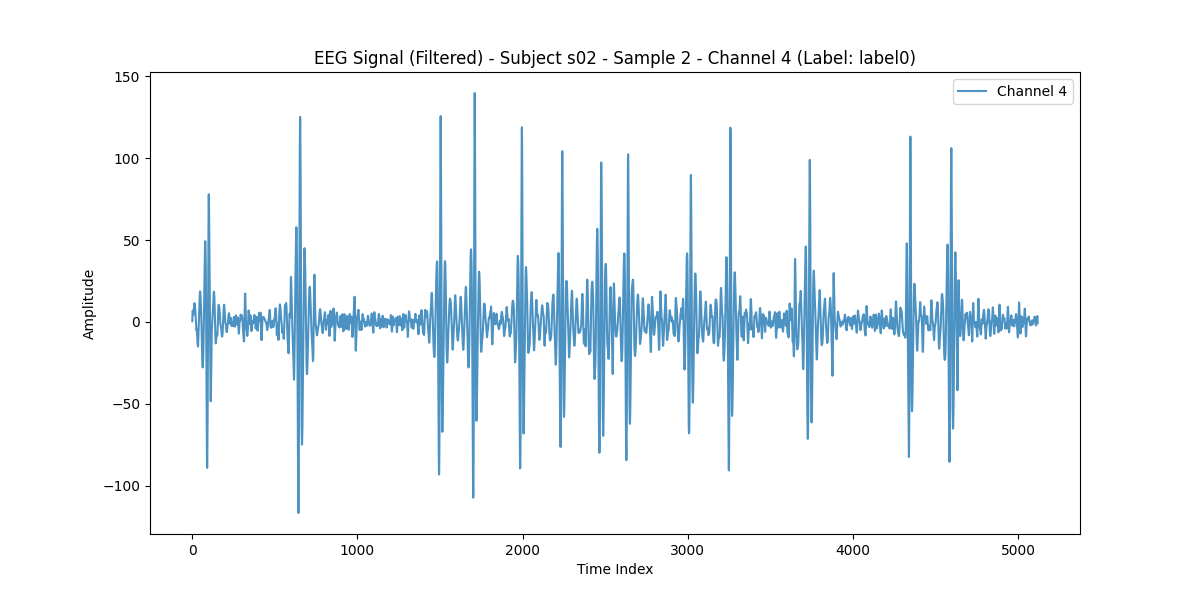 EEG Signal (Filtered) - Subject s02 - Sample 2 - Channel 4 (Label: label0)
Channel 4
150
100
50
0
−50
−100
Amplitude
0 1000 2000 3000 4000 5000
Time Index